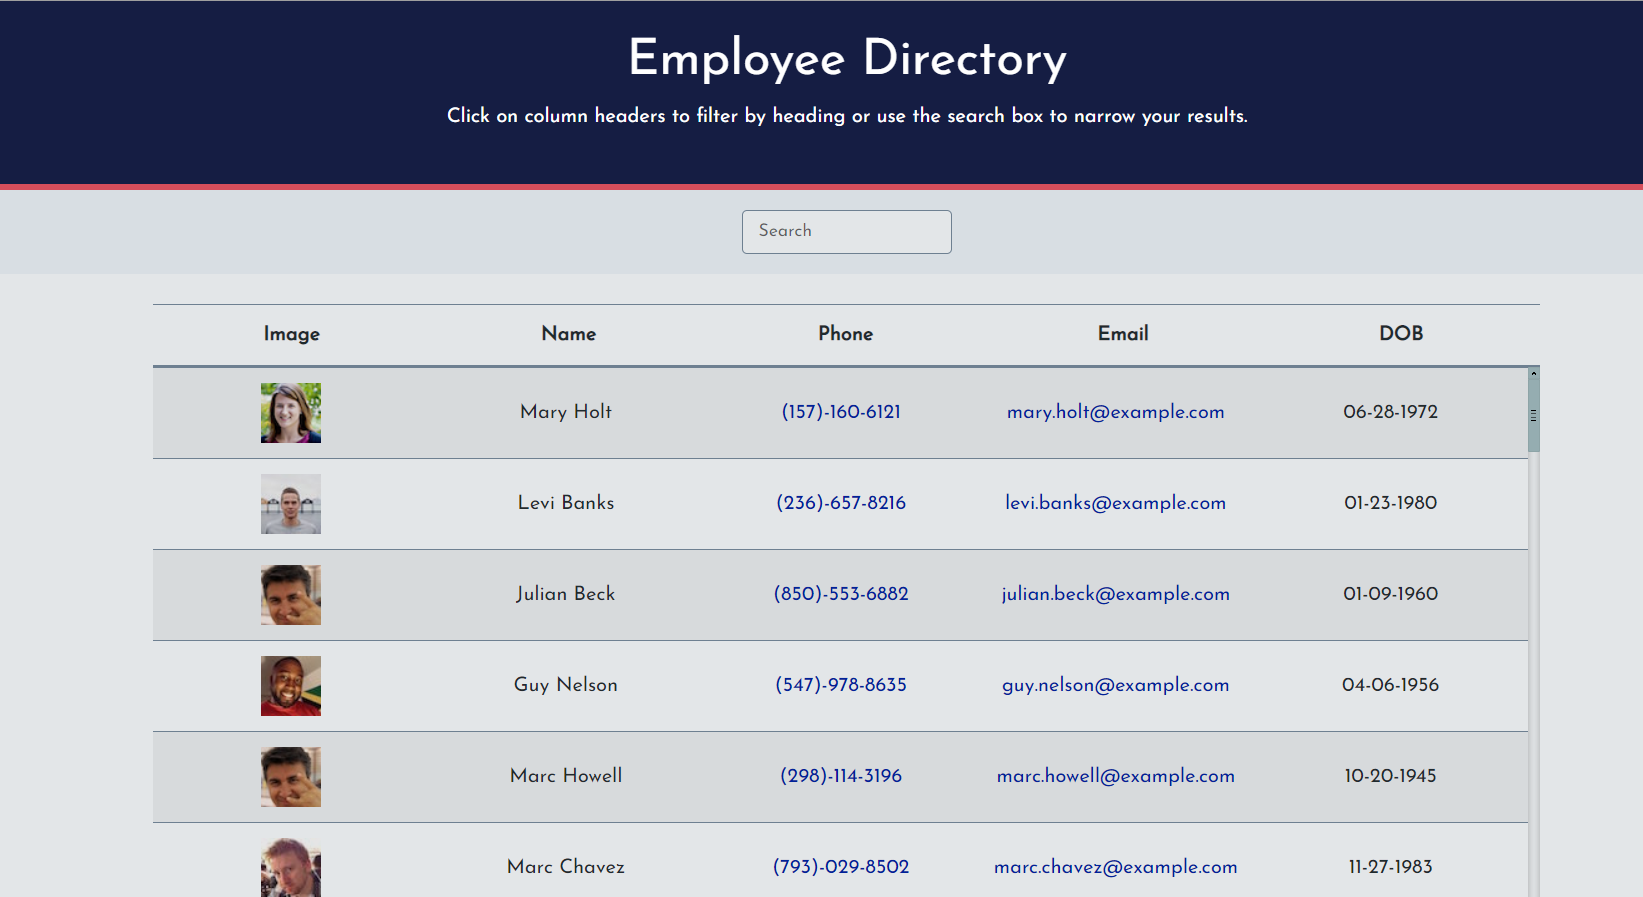 Employee Directory
Click on column headers to filter by heading or use the search box to narrow your results.
Search
Image Name Phone Email DOB
Mary Holt (157)-160-6121 mary.holt@example.com 06-28-1972
Levi Banks (236)-657-8216 levi.banks@example.com 01-23-1980
Julian Beck (850)-553-6882 julian.beck@example.com 01-09-1960
Guy Nelson (547)-978-8635 guy.nelson@example.com 04-06-1956
Marc Howell (298)-114-3196 marc.howell@example.com 10-20-1945
Marc Chavez (793)-029-8502 marc.chavez@example.com 11-27-1983